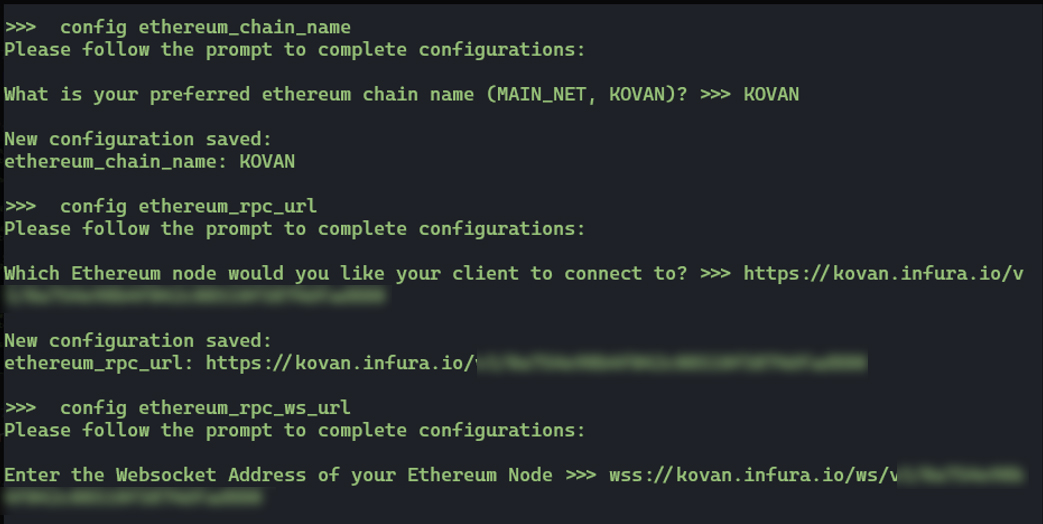 >>>  config ethereum_chain_name
Please follow the prompt to complete configurations:
What is your preferred ethereum chain name (MAIN_NET, KOVAN)? >>> KOVAN
New configuration saved:
ethereum_chain_name: KOVAN
>>>  config ethereum_rpc_url
Please follow the prompt to complete configurations:
Which Ethereum node would you like your client to connect to? >>> https://kovan.infura.io/v
New configuration saved:
ethereum_rpc_url: https://kovan.infura.io/
>>>  config ethereum_rpc_ws_url
Please follow the prompt to complete configurations:
Enter the Websocket Address of your Ethereum Node >>> wss://kovan.infura.io/ws/v